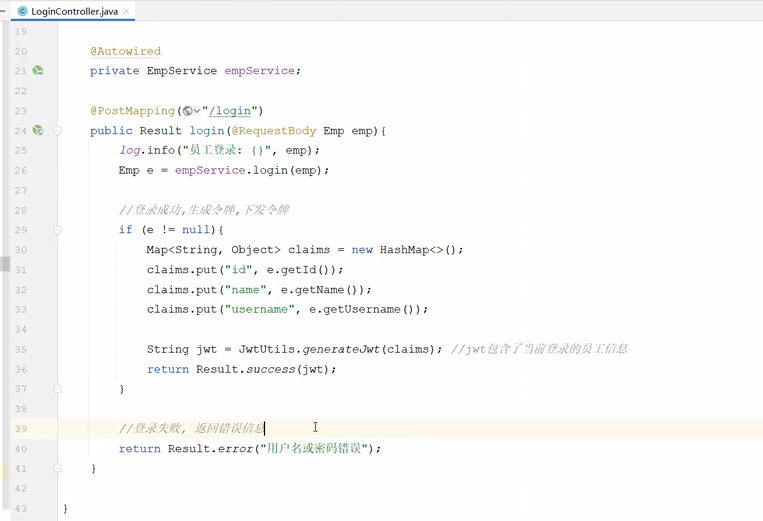 LoginController.java
19
20 @Autowired
21 private EmpService empService;
22
23 @PostMapping("/login")
24 public Result login(@RequestBody Emp emp){
25 log.info("员工登录: {}", emp);
26 Emp e = empService.login(emp);
27
28 //登录成功,生成令牌,下发令牌
29 if (e != null){
30 Map<String, Object> claims = new HashMap<>();
31 claims.put("id", e.getId());
32 claims.put("name", e.getName());
33 claims.put("username", e.getUsername());
34
35 String jwt = JwtUtils.generateJwt(claims); //jwt包含了当前登录的员工信息
36 return Result.success(jwt);
37 }
38
39 //登录失败, 返回错误信息
40 return Result.error("用户名或密码错误");
41 }
42
43 }